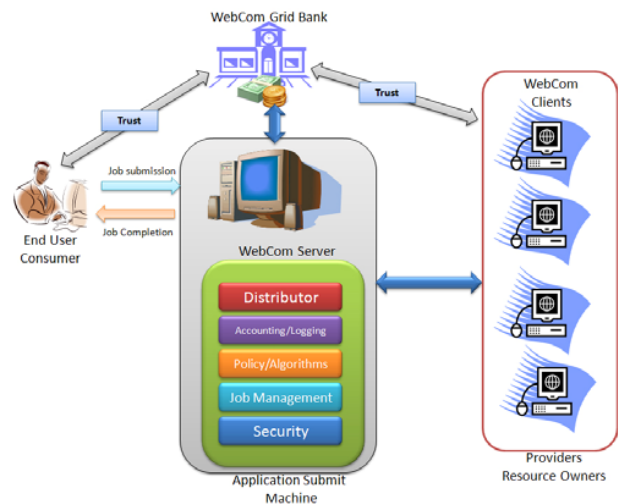 WebCom Grid Bank
Trust
Trust
WebCom
Clients
Job submission
Job Completion
End User
Consumer
WebCom Server
Distributor
Accounting/Logging
Policy/Algorithms
Job Management
Security
Application Submit
Machine
Providers
Resource Owners